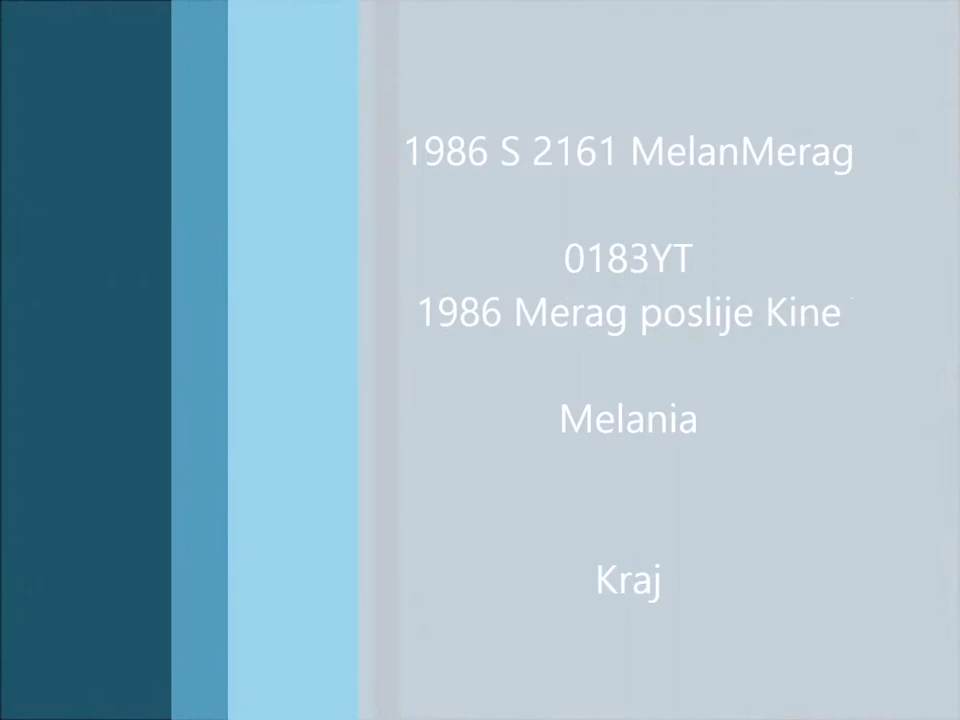 1986 S 2161 MelanMerag
0183YT
1986 Merag poslije Kine
Melania
Kraj